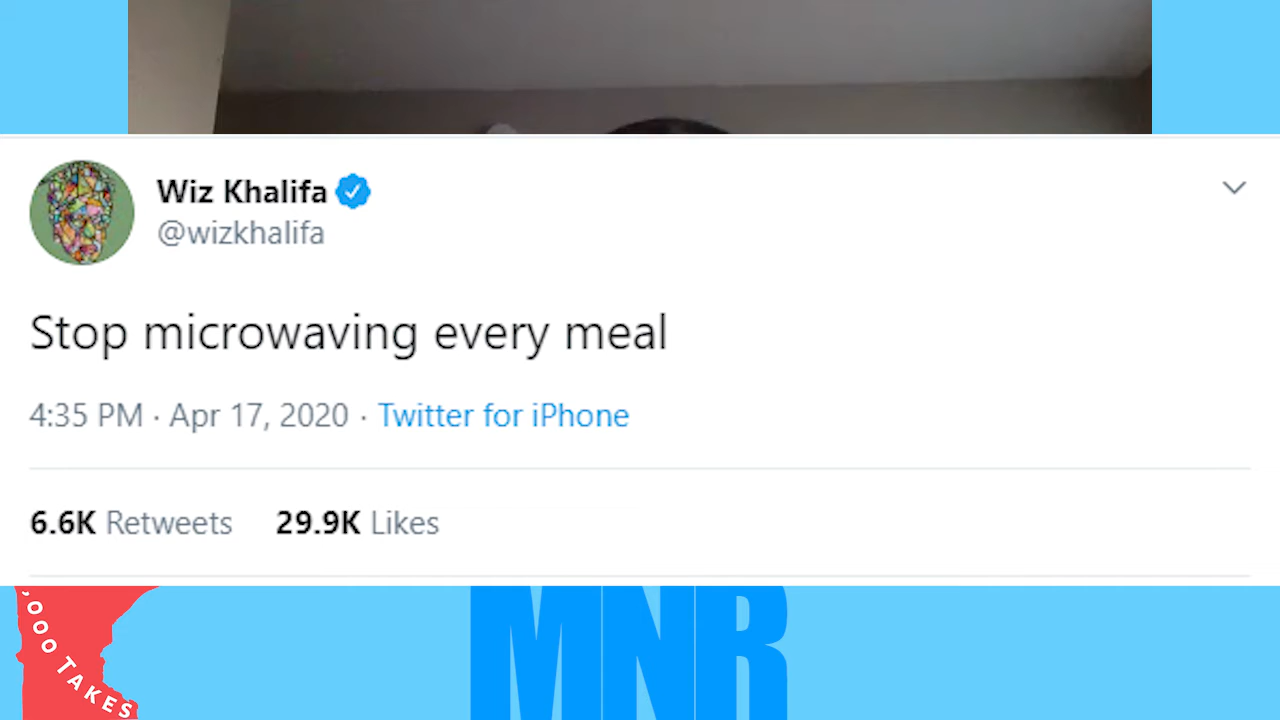 Wiz Khalifa
@wizkhalifa
Stop microwaving every meal
4:35 PM · Apr 17, 2020 · Twitter for iPhone
6.6K Retweets 29.9K Likes
,000 TAKES
MNR